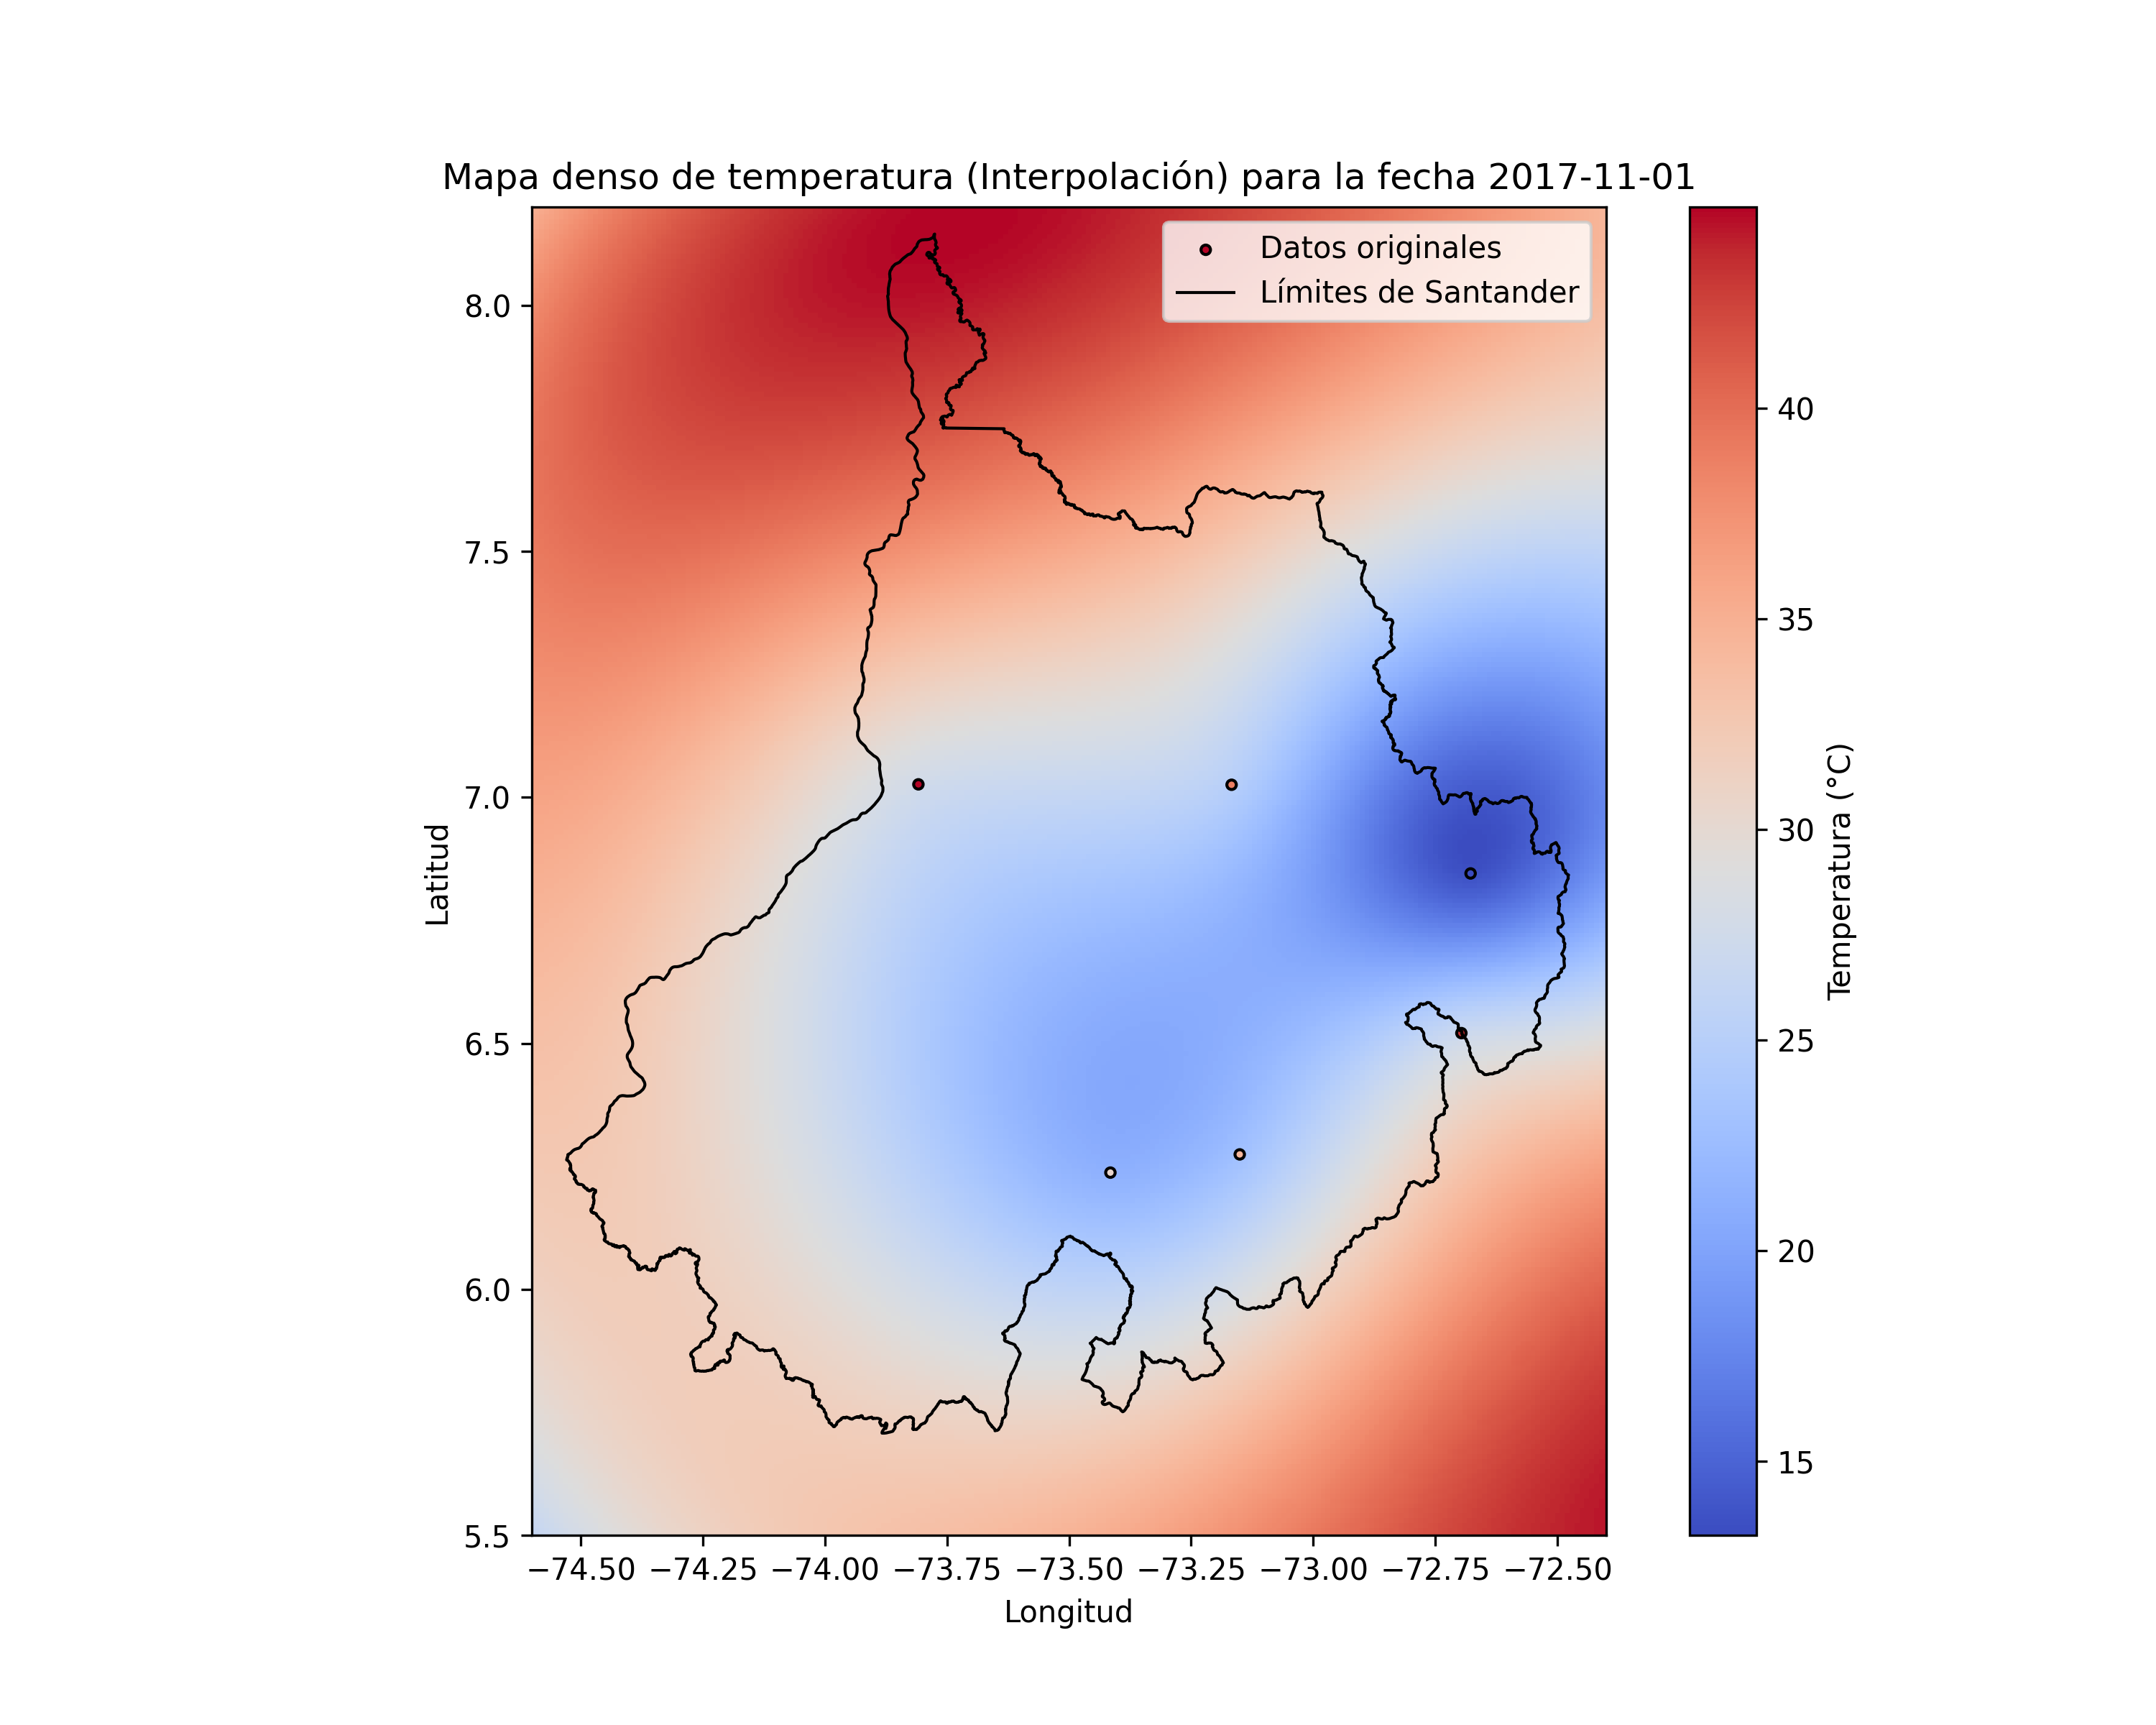 Mapa denso de temperatura (Interpolación) para la fecha 2017-11-01
Datos originales
Límites de Santander
8.0
7.5
7.0
6.5
6.0
5.5
Latitud
−74.50 −74.25 −74.00 −73.75 −73.50 −73.25 −73.00 −72.75 −72.50
Longitud
40
35
30
25
20
15
Temperatura (°C)